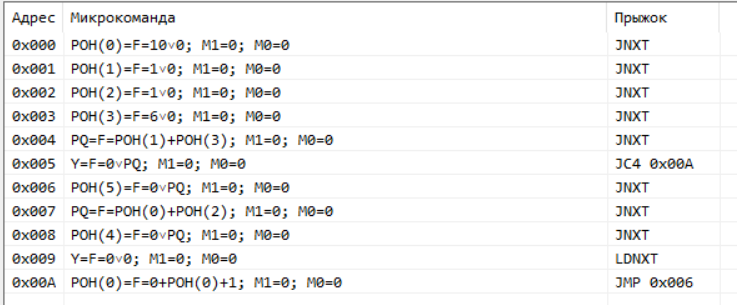 Адрес Микрокоманда Прыжок
0x000 РОН(0)=F=10∨0; M1=0; M0=0 JNXT
0x001 РОН(1)=F=1∨0; M1=0; M0=0 JNXT
0x002 РОН(2)=F=1∨0; M1=0; M0=0 JNXT
0x003 РОН(3)=F=6∨0; M1=0; M0=0 JNXT
0x004 PQ=F=РОН(1)+РОН(3); M1=0; M0=0 JNXT
0x005 Y=F=0∨PQ; M1=0; M0=0 JC4 0x00A
0x006 РОН(5)=F=0∨PQ; M1=0; M0=0 JNXT
0x007 PQ=F=РОН(0)+РОН(2); M1=0; M0=0 JNXT
0x008 РОН(4)=F=0∨PQ; M1=0; M0=0 JNXT
0x009 Y=F=0∨0; M1=0; M0=0 LDNXT
0x00A РОН(0)=F=0+РОН(0)+1; M1=0; M0=0 JMP 0x006